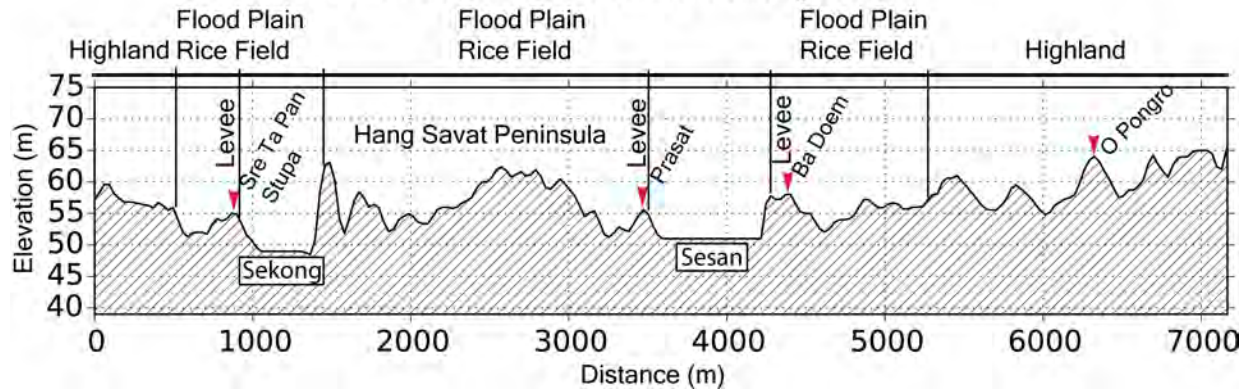 Flood Plain
Rice Field
Flood Plain
Rice Field
Flood Plain
Rice Field
Highland
Highland
75
70
65
60
55
50
45
40
Elevation (m)
Levee
Sre Ta Pan
Stupa
Hang Savat Peninsula
Levee
Prasat
Levee
Ba Doem
O Pongro
Sekong
Sesan
0 1000 2000 3000 4000 5000 6000 7000
Distance (m)